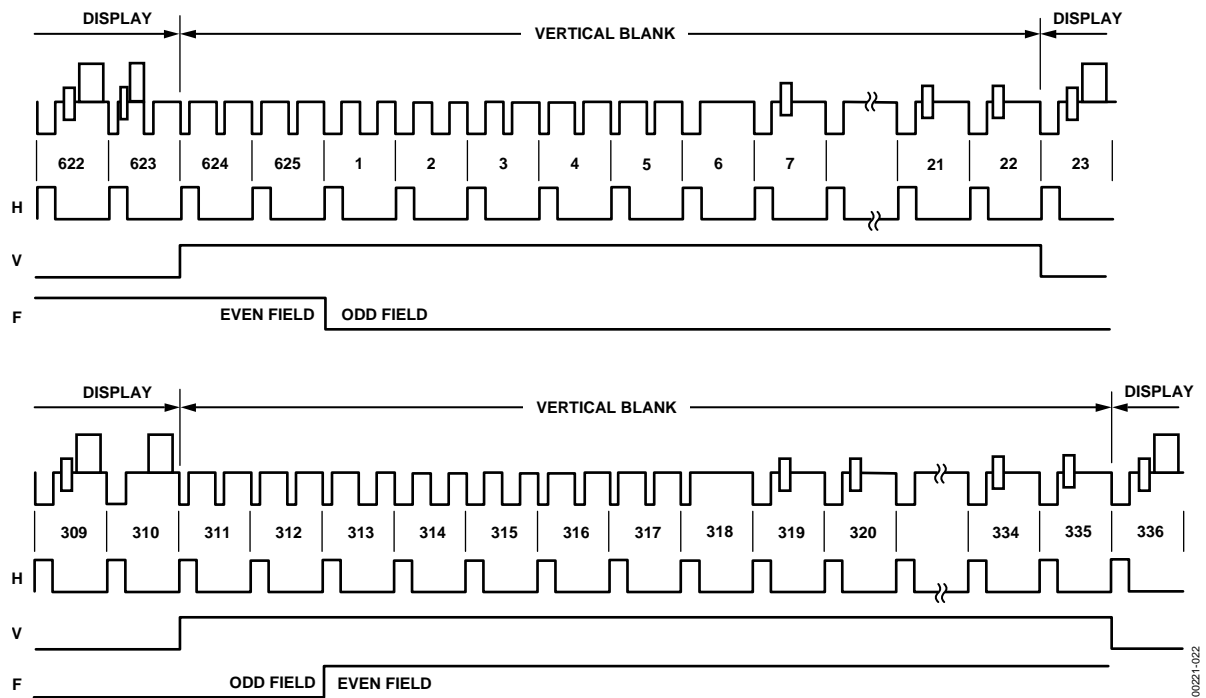 DISPLAY VERTICAL BLANK DISPLAY
622 623 624 625 1 2 3 4 5 6 7 21 22 23
H
V
F EVEN FIELD ODD FIELD
DISPLAY VERTICAL BLANK DISPLAY
309 310 311 312 313 314 315 316 317 318 319 320 334 335 336
H
V
F ODD FIELD EVEN FIELD
00221-022